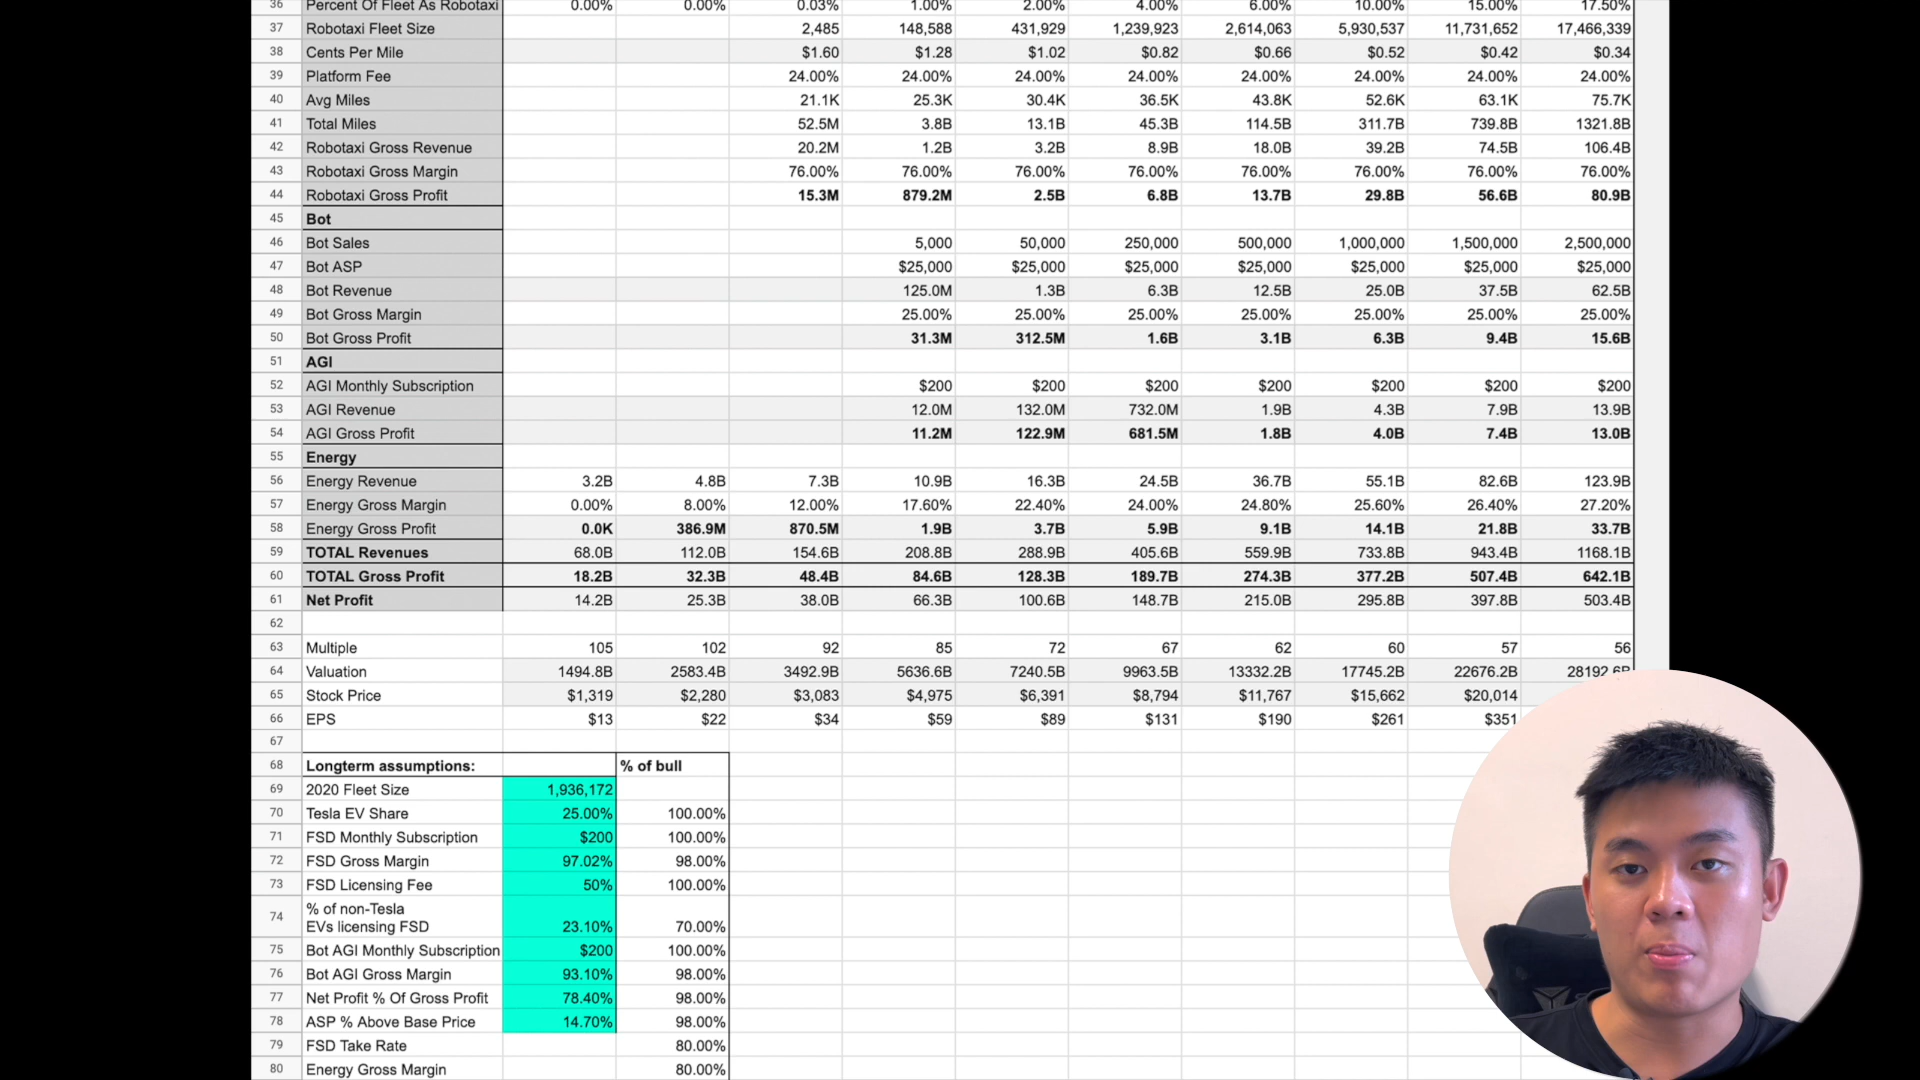 36 Percent Of Fleet As Robotaxi 0.00% 0.00% 0.03% 1.00% 2.00% 4.00% 6.00% 10.00% 15.00% 17.50%
37 Robotaxi Fleet Size 2,485 148,588 431,929 1,239,923 2,614,063 5,930,537 11,731,652 17,466,339
38 Cents Per Mile $1.60 $1.28 $1.02 $0.82 $0.66 $0.52 $0.42 $0.34
39 Platform Fee 24.00% 24.00% 24.00% 24.00% 24.00% 24.00% 24.00% 24.00%
40 Avg Miles 21.1K 25.3K 30.4K 36.5K 43.8K 52.6K 63.1K 75.7K
41 Total Miles 52.5M 3.8B 13.1B 45.3B 114.5B 311.7B 739.8B 1321.8B
42 Robotaxi Gross Revenue 20.2M 1.2B 3.2B 8.9B 18.0B 39.2B 74.5B 106.4B
43 Robotaxi Gross Margin 76.00% 76.00% 76.00% 76.00% 76.00% 76.00% 76.00% 76.00%
44 Robotaxi Gross Profit 15.3M 879.2M 2.5B 6.8B 13.7B 29.8B 56.6B 80.9B
45 Bot
46 Bot Sales 5,000 50,000 250,000 500,000 1,000,000 1,500,000 2,500,000
47 Bot ASP $25,000 $25,000 $25,000 $25,000 $25,000 $25,000 $25,000
48 Bot Revenue 125.0M 1.3B 6.3B 12.5B 25.0B 37.5B 62.5B
49 Bot Gross Margin 25.00% 25.00% 25.00% 25.00% 25.00% 25.00% 25.00%
50 Bot Gross Profit 31.3M 312.5M 1.6B 3.1B 6.3B 9.4B 15.6B
51 AGI
52 AGI Monthly Subscription $200 $200 $200 $200 $200 $200 $200
53 AGI Revenue 12.0M 132.0M 732.0M 1.9B 4.3B 7.9B 13.9B
54 AGI Gross Profit 11.2M 122.9M 681.5M 1.8B 4.0B 7.4B 13.0B
55 Energy
56 Energy Revenue 3.2B 4.8B 7.3B 10.9B 16.3B 24.5B 36.7B 55.1B 82.6B 123.9B
57 Energy Gross Margin 0.00% 8.00% 12.00% 17.60% 22.40% 24.00% 24.80% 25.60% 26.40% 27.20%
58 Energy Gross Profit 0.0K 386.9M 870.5M 1.9B 3.7B 5.9B 9.1B 14.1B 21.8B 33.7B
59 TOTAL Revenues 68.0B 112.0B 154.6B 208.8B 288.9B 405.6B 559.9B 733.8B 943.4B 1168.1B
60 TOTAL Gross Profit 18.2B 32.3B 48.4B 84.6B 128.3B 189.7B 274.3B 377.2B 507.4B 642.1B
61 Net Profit 14.2B 25.3B 38.0B 66.3B 100.6B 148.7B 215.0B 295.8B 397.8B 503.4B
62
63 Multiple 105 102 92 85 72 67 62 60 57 56
64 Valuation 1494.8B 2583.4B 3492.9B 5636.6B 7240.5B 9963.5B 13332.2B 17745.2B 22676.2B 28192.6B
65 Stock Price $1,319 $2,280 $3,083 $4,975 $6,391 $8,794 $11,767 $15,662 $20,014
66 EPS $13 $22 $34 $59 $89 $131 $190 $261 $351
67
68 Longterm assumptions: % of bull
69 2020 Fleet Size 1,936,172
70 Tesla EV Share 25.00% 100.00%
71 FSD Monthly Subscription $200 100.00%
72 FSD Gross Margin 97.02% 98.00%
73 FSD Licensing Fee 50% 100.00%
% of non-Tesla
74 EVs licensing FSD 23.10% 70.00%
75 Bot AGI Monthly Subscription $200 100.00%
76 Bot AGI Gross Margin 93.10% 98.00%
77 Net Profit % Of Gross Profit 78.40% 98.00%
78 ASP % Above Base Price 14.70% 98.00%
79 FSD Take Rate 80.00%
80 Energy Gross Margin 80.00%